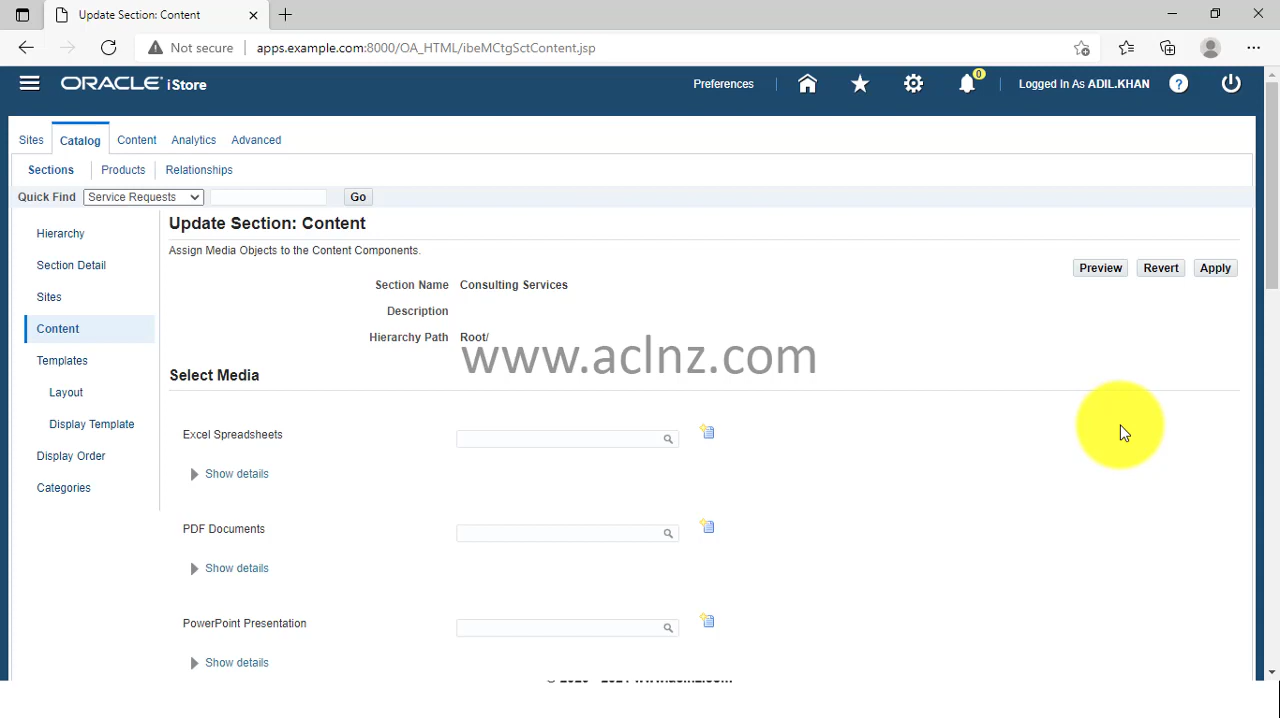 Update Section: Content
Not secure
apps.example.com:8000/OA_HTML/ibeMCtgSctContent.jsp
ORACLE iStore
Preferences
0
Logged In As ADIL.KHAN
?
Sites
Catalog
Content
Analytics
Advanced
Sections
Products
Relationships
Quick Find
Service Requests
Go
Hierarchy
Section Detail
Sites
Content
Templates
Layout
Display Template
Display Order
Categories
Update Section: Content
Assign Media Objects to the Content Components.
Preview
Revert
Apply
Section Name Consulting Services
Description
Hierarchy Path Root/
www.aclnz.com
Select Media
Excel Spreadsheets
Show details
PDF Documents
Show details
PowerPoint Presentation
Show details